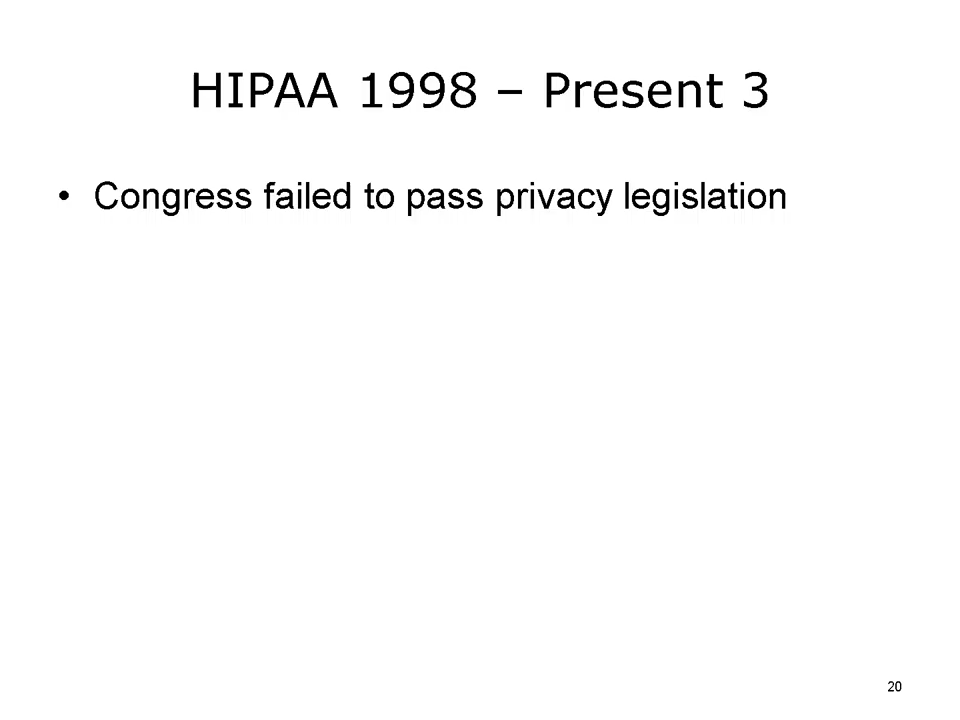 HIPAA 1998 – Present 3
• Congress failed to pass privacy legislation
20